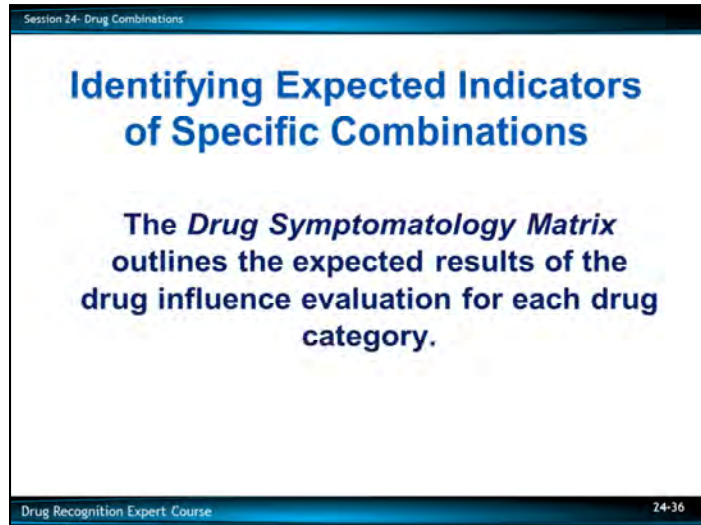 Session 24- Drug Combinations
Identifying Expected Indicators
of Specific Combinations
The Drug Symptomatology Matrix
outlines the expected results of the
drug influence evaluation for each drug
category.
Drug Recognition Expert Course
24-36